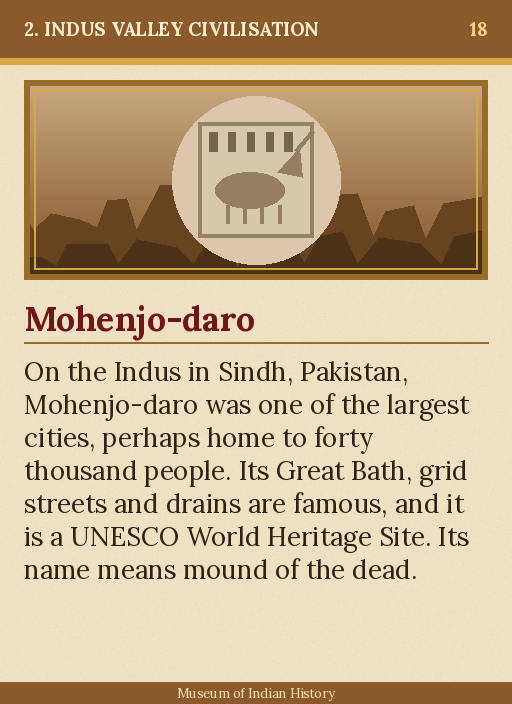 2. INDUS VALLEY CIVILISATION 18
Mohenjo-daro
On the Indus in Sindh, Pakistan,
Mohenjo-daro was one of the largest
cities, perhaps home to forty
thousand people. Its Great Bath, grid
streets and drains are famous, and it
is a UNESCO World Heritage Site. Its
name means mound of the dead.
Museum of Indian History